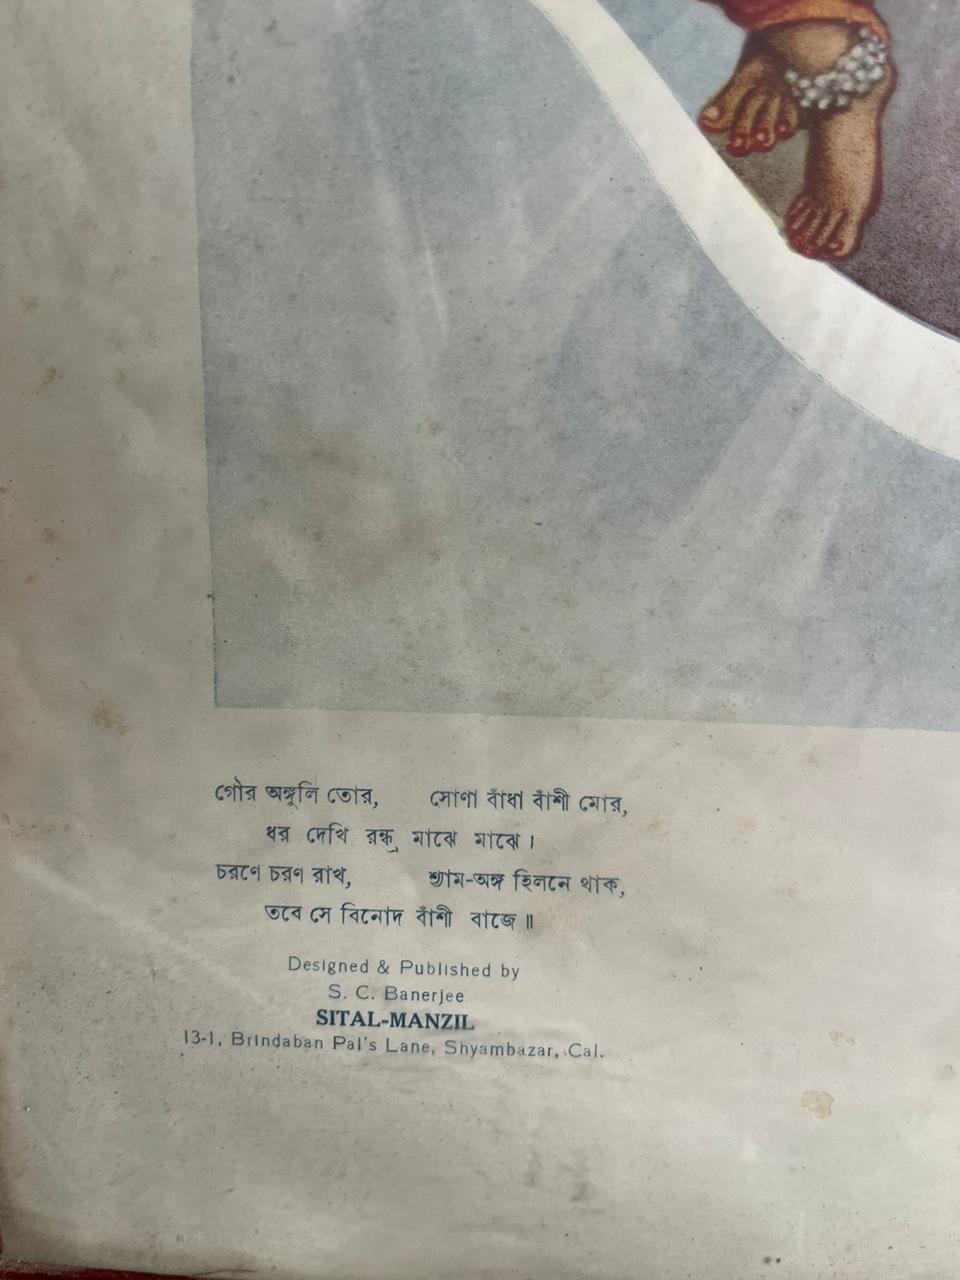 গৌর অঙ্গুলি তোর, সোণা বাঁধা বাঁশী মোর,
ধর দেখি রন্ধ্র মাঝে মাঝে।
চরণে চরণ রাখ, শ্যাম-অঙ্গ হিলনে থাক,
তবে সে বিনোদ বাঁশী বাজে॥
Designed & Published by
S. C. Banerjee
SITAL-MANZIL
13-1, Brindaban Pal's Lane, Shyambazar, Cal.